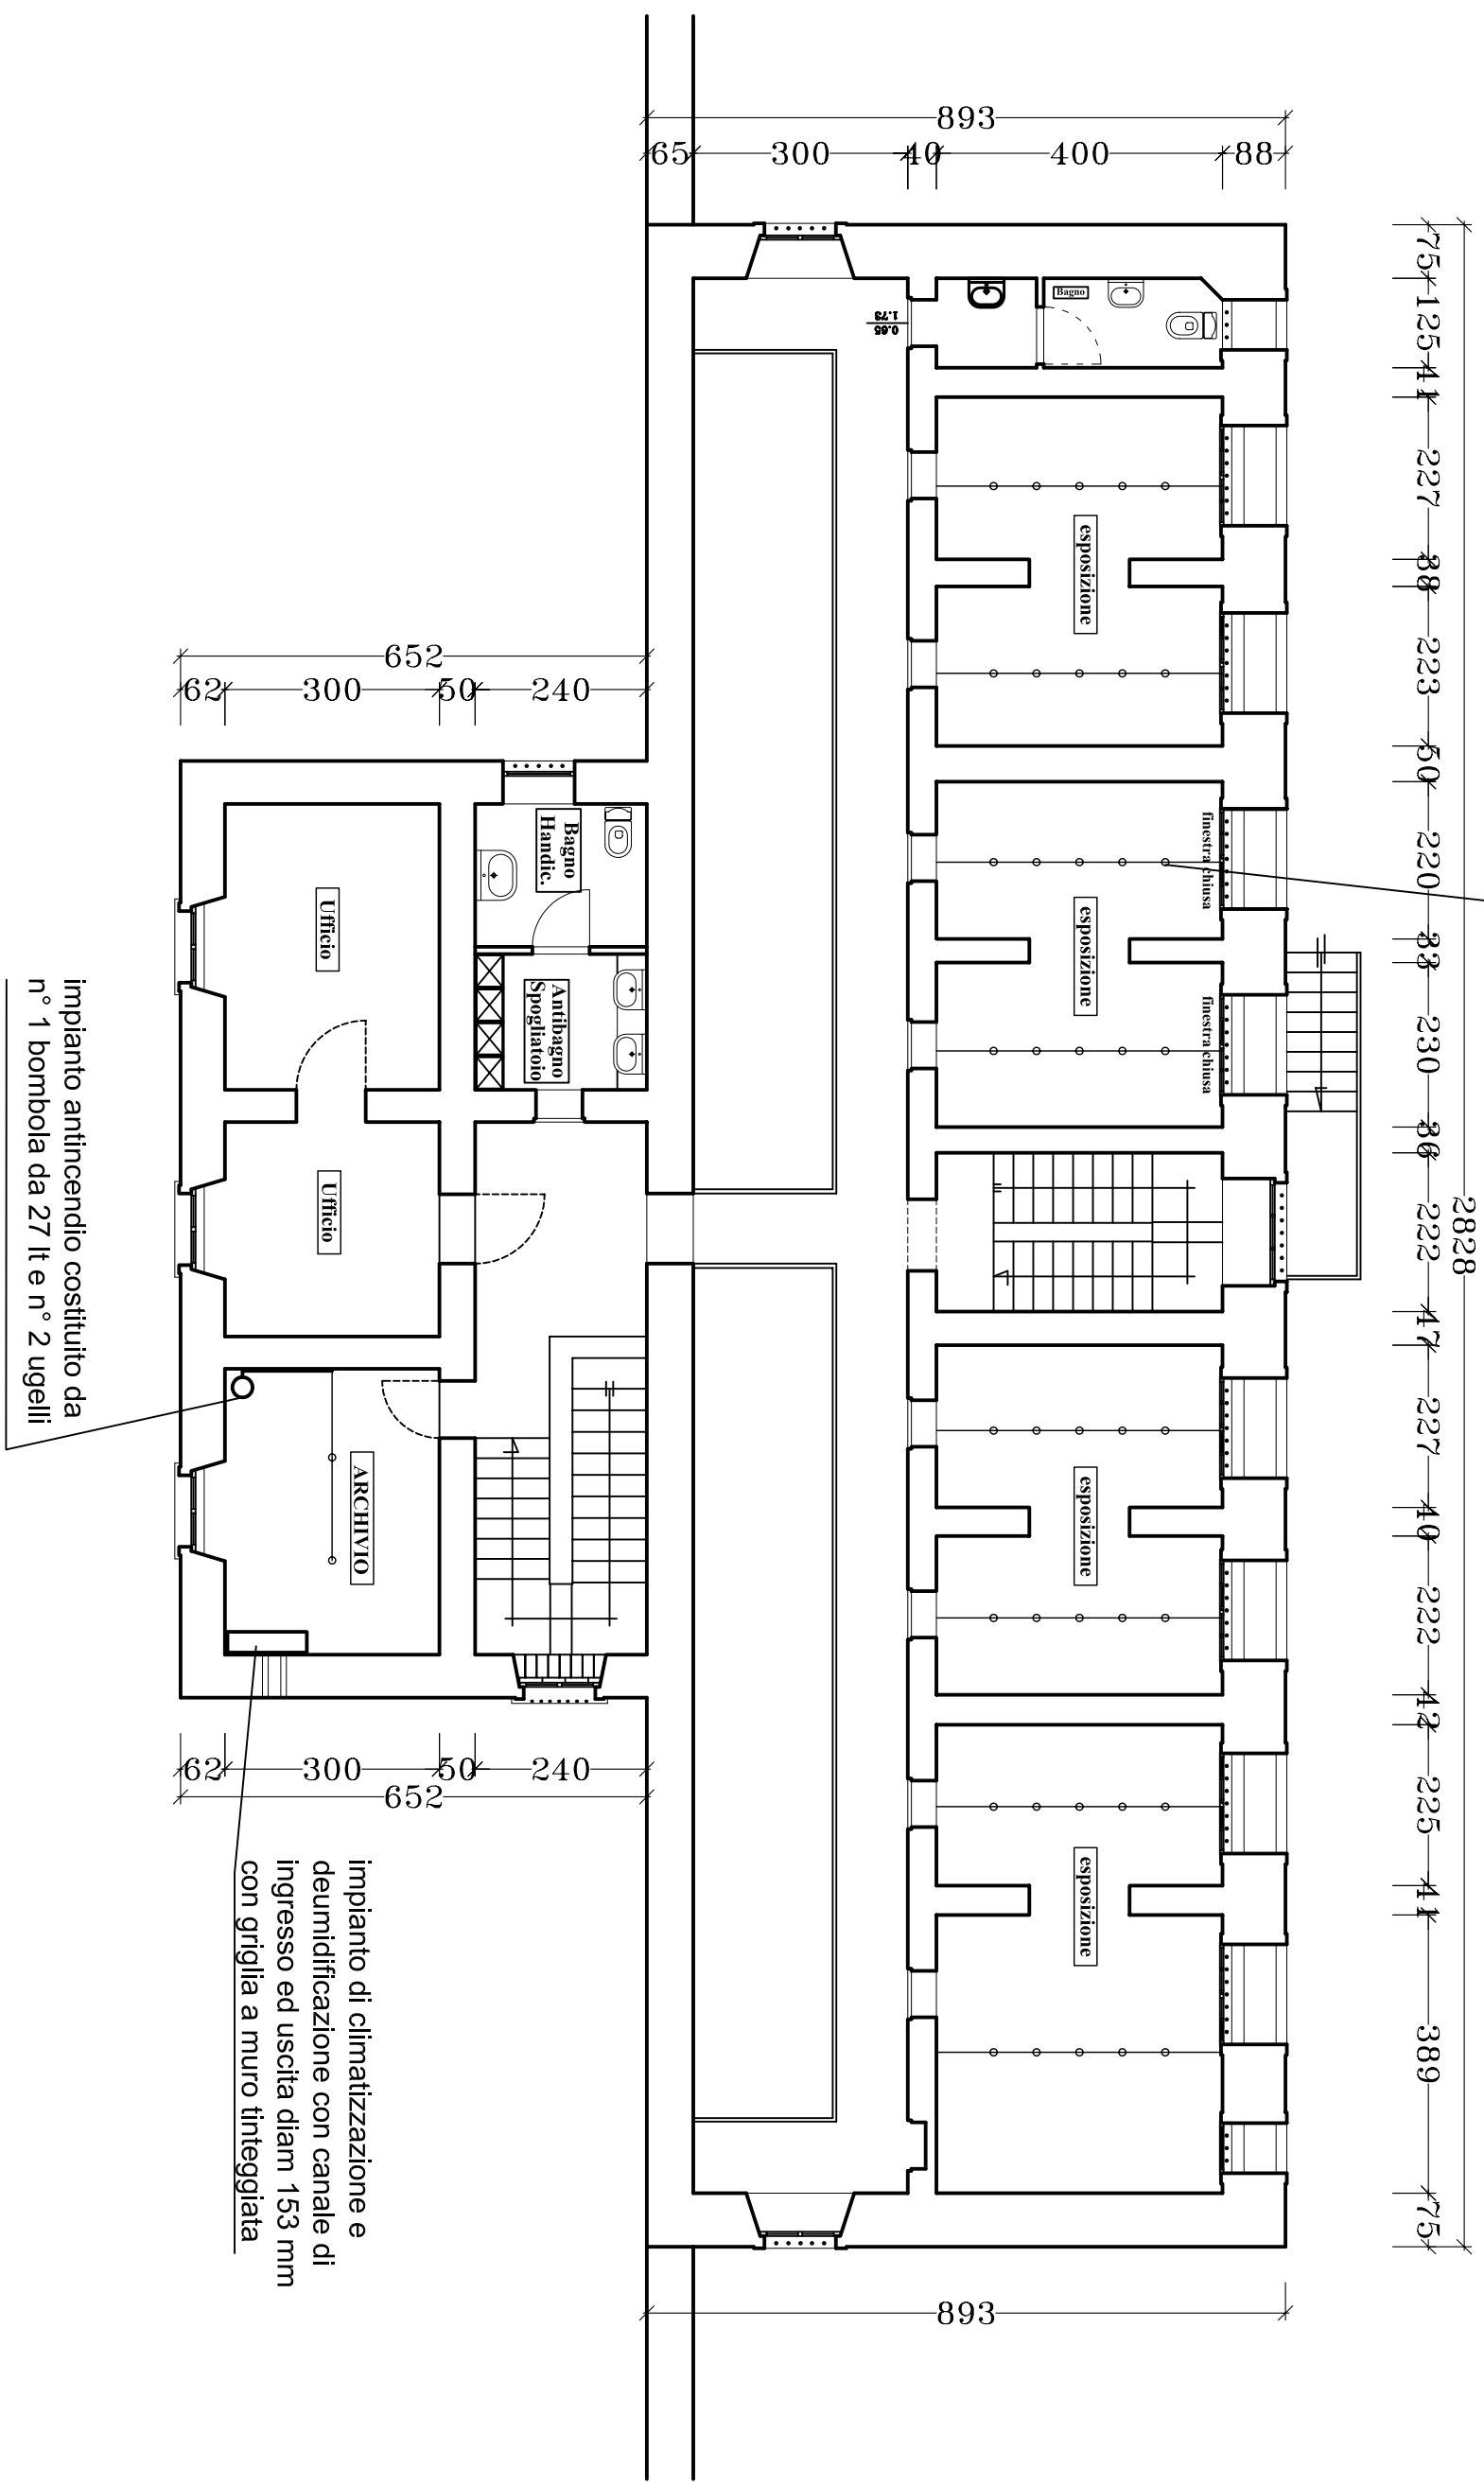 2828
75
125
41
227
38
223
50
220
33
230
36
222
47
227
40
222
42
225
41
389
75
893
88
400
40
300
65
893
Bagno
0.65
1.73
esposizione
esposizione
esposizione
esposizione
finestra chiusa
finestra chiusa
652
240
50
300
62
Bagno
Handic.
Antibagno
Spogliatoio
Ufficio
Ufficio
ARCHIVIO
240
50
300
62
652
impianto antincendio costituito da
n° 1 bombola da 27 lt e n° 2 ugelli
impianto di climatizzazione e
deumidificazione con canale di
ingresso ed uscita diam 153 mm
con griglia a muro tinteggiata